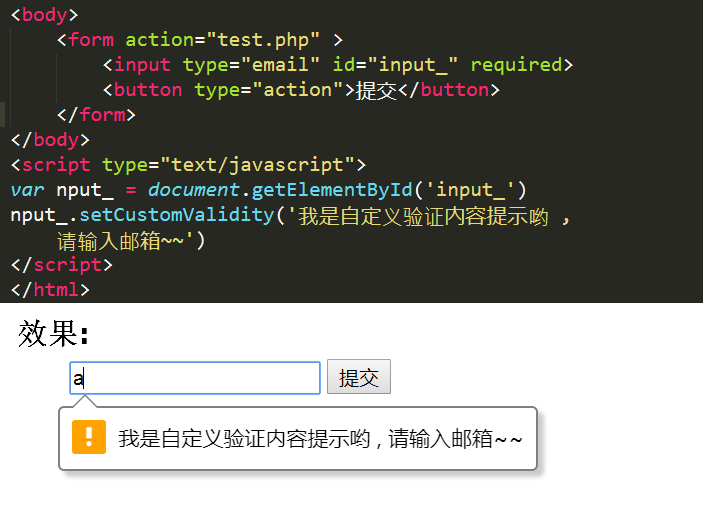 <body>
<form action="test.php" >
<input type="email" id="input_" required>
<button type="action">提交</button>
</form>
</body>
<script type="text/javascript">
var nput_ = document.getElementById('input_')
nput_.setCustomValidity('我是自定义验证内容提示哟 ,
请输入邮箱~~')
</script>
</html>
效果:
a 提交
我是自定义验证内容提示哟 , 请输入邮箱~~